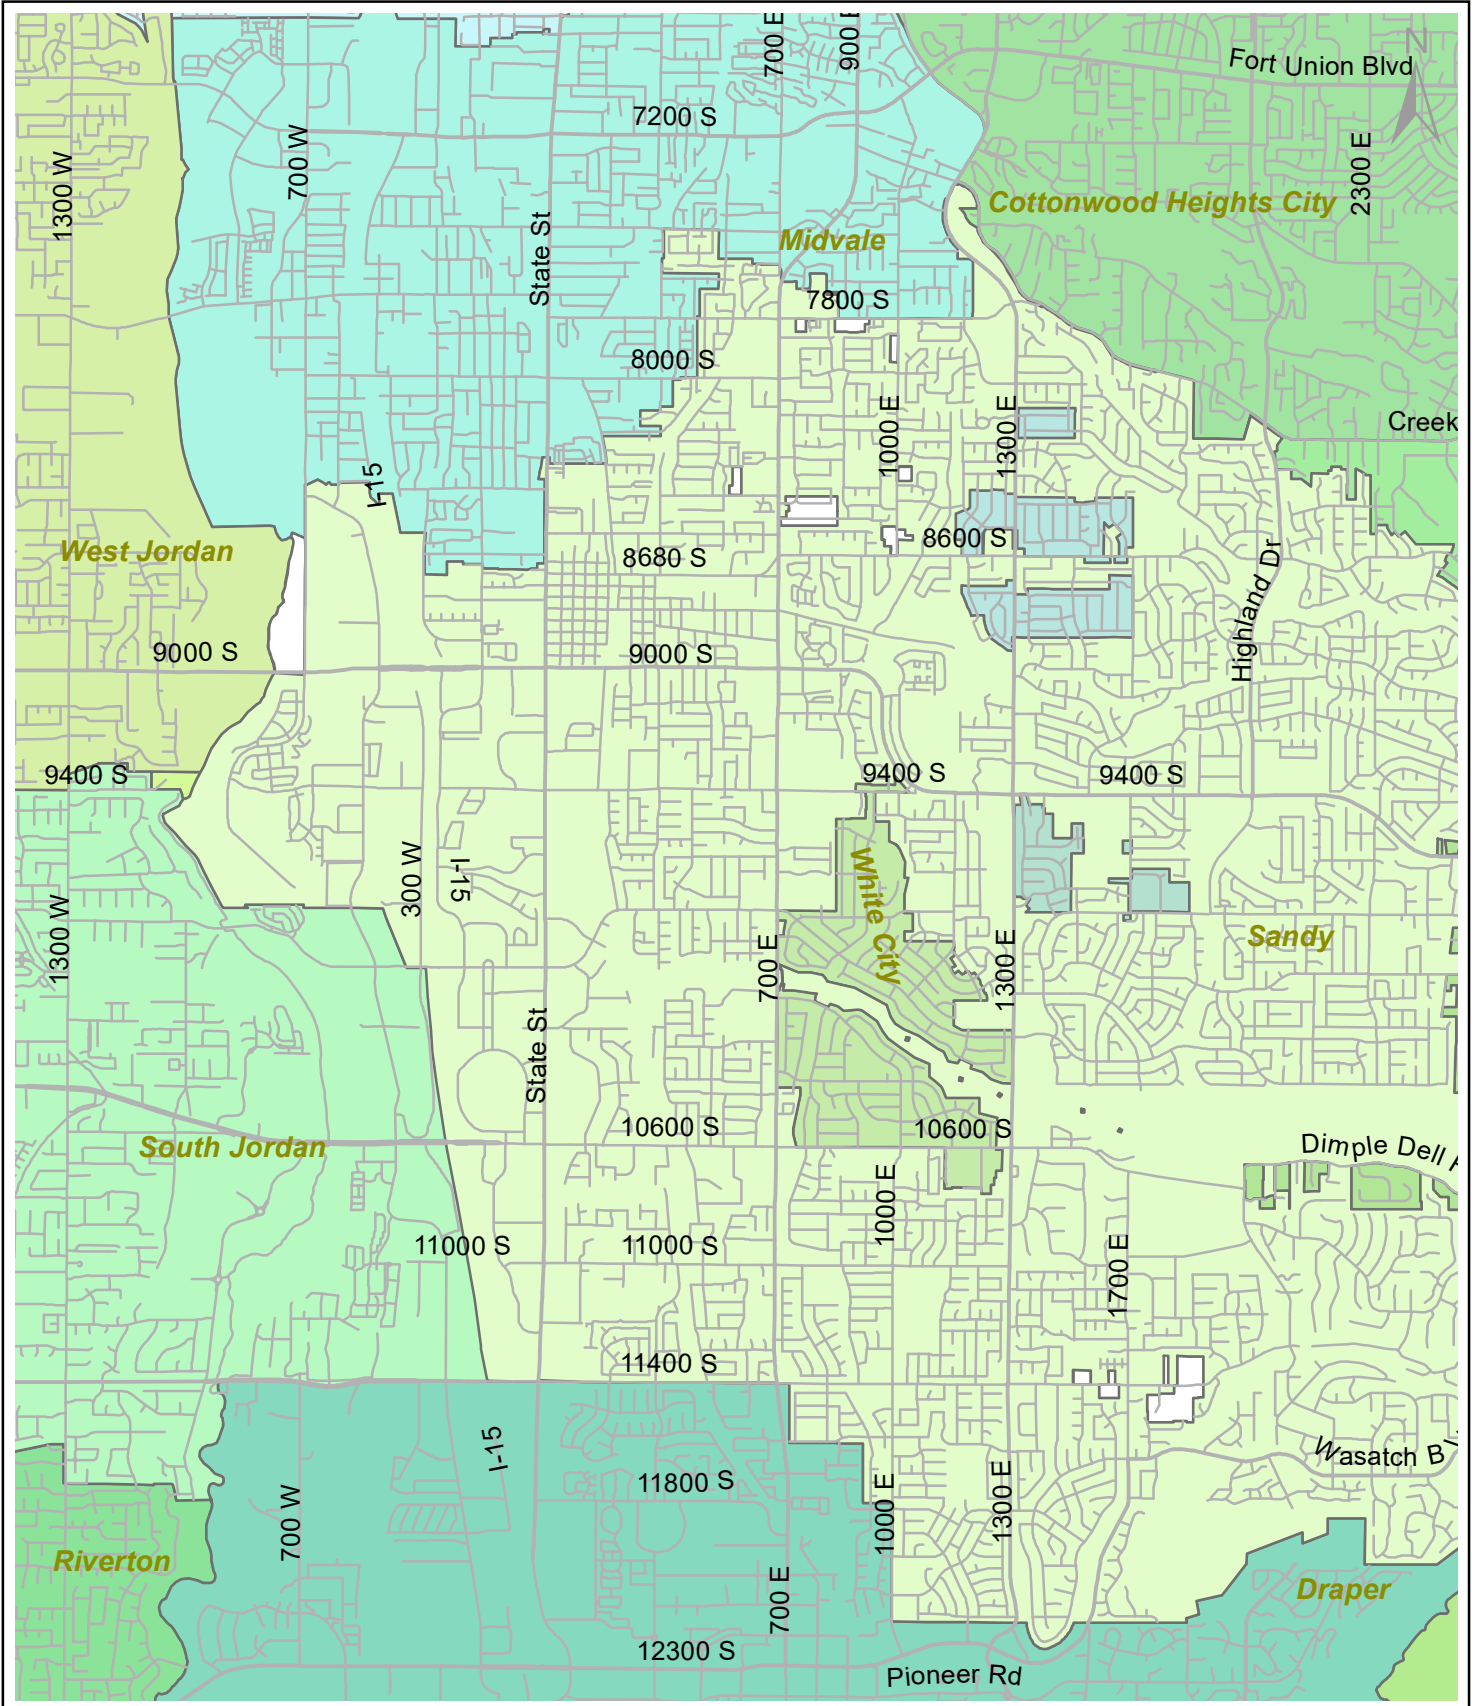 700 E
900 E
N
Fort Union Blvd
7200 S
1300 W
700 W
2300 E
Cottonwood Heights City
State St
Midvale
7800 S
8000 S
1000 E
1300 E
Creek
I-15
West Jordan
8680 S
8600 S
Highland Dr
9000 S
9000 S
9400 S
9400 S
9400 S
300 W
I-15
White City
1300 W
700 E
1300 E
Sandy
State St
10600 S
10600 S
South Jordan
Dimple Dell
1000 E
11000 S
11000 S
1700 E
11400 S
I-15
Wasatch Bl
11800 S
700 W
1000 E
1300 E
Riverton
700 E
Draper
12300 S
Pioneer Rd